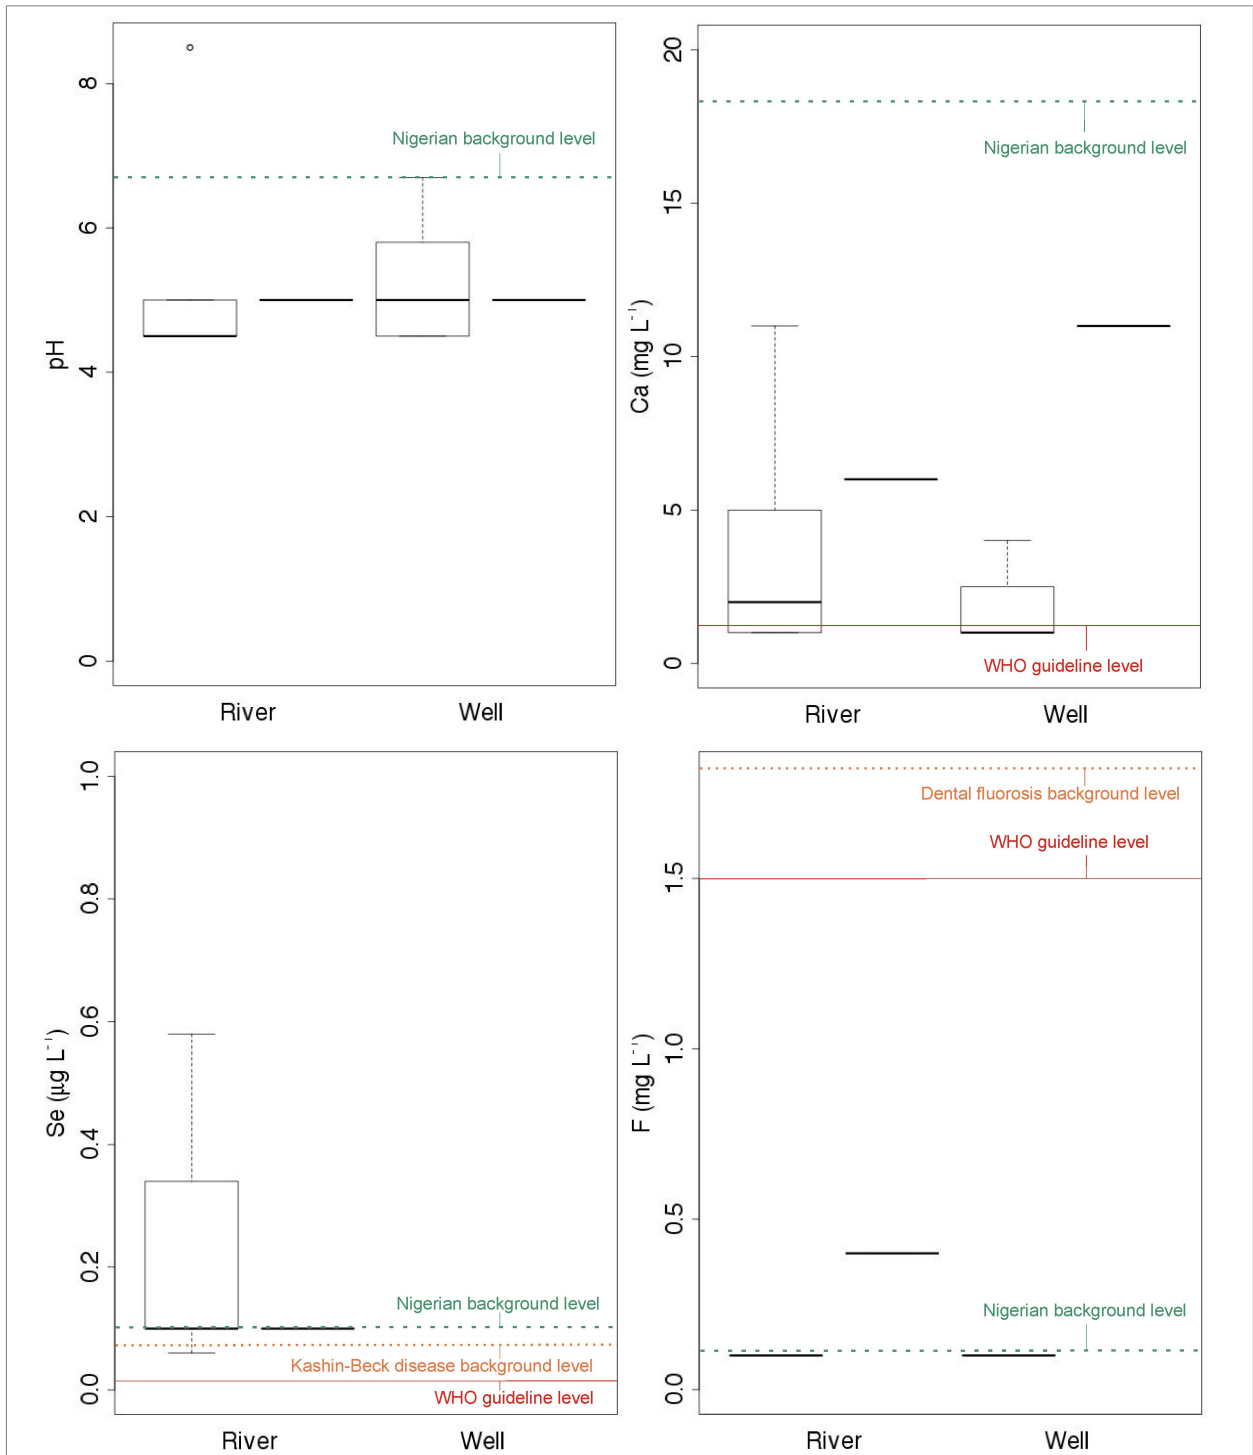 8
6
4
2
0
pH
Nigerian background level
River
Well
20
15
10
5
0
Ca (mg L⁻¹)
Nigerian background level
WHO guideline level
River
Well
1.0
0.8
0.6
0.4
0.2
0.0
Se (µg L⁻¹)
Nigerian background level
Kashin-Beck disease background level
WHO guideline level
River
Well
1.5
1.0
0.5
0.0
F (mg L⁻¹)
Dental fluorosis background level
WHO guideline level
Nigerian background level
River
Well